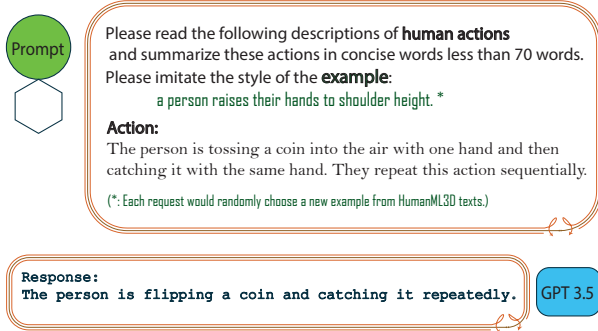 Prompt
Please read the following descriptions of human actions
and summarize these actions in concise words less than 70 words.
Please imitate the style of the example:
a person raises their hands to shoulder height. *
Action:
The person is tossing a coin into the air with one hand and then
catching it with the same hand. They repeat this action sequentially.
(*: Each request would randomly choose a new example from HumanML3D texts.)
Response:
The person is flipping a coin and catching it repeatedly.
GPT 3.5